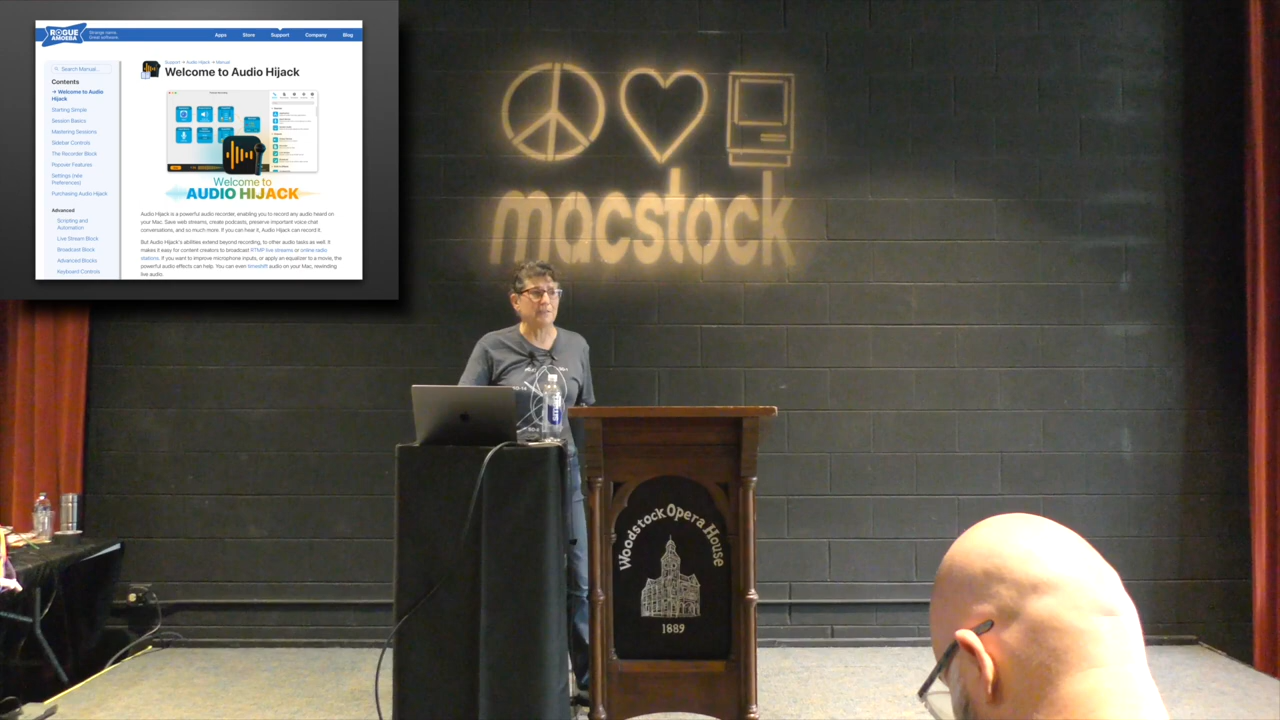 ROGUE
AMOEBA
Strange name.
Great software.
Apps
Store
Support
Company
Blog
Search Manual...
Contents
→ Welcome to Audio
Hijack
Starting Simple
Session Basics
Mastering Sessions
Sidebar Controls
The Recorder Block
Popover Features
Settings (née
Preferences)
Purchasing Audio Hijack
Advanced
Scripting and
Automation
Live Stream Block
Broadcast Block
Advanced Blocks
Keyboard Controls
Support → Audio Hijack → Manual
Welcome to Audio Hijack
Welcome to
AUDIO HIJACK
Audio Hijack is a powerful audio recorder, enabling you to record any audio heard on
your Mac. Save web streams, create podcasts, preserve important voice chat
conversations, and so much more. If you can hear it, Audio Hijack can record it.
But Audio Hijack's abilities extend beyond recording, to other audio tasks as well. It
makes it easy for content creators to broadcast RTMP live streams or online radio
stations. If you want to improve microphone inputs, or apply an equalizer to a movie, the
powerful audio effects can help. You can even timeshift audio on your Mac, rewinding
live audio.
macstock
Woodstock Opera House
1889